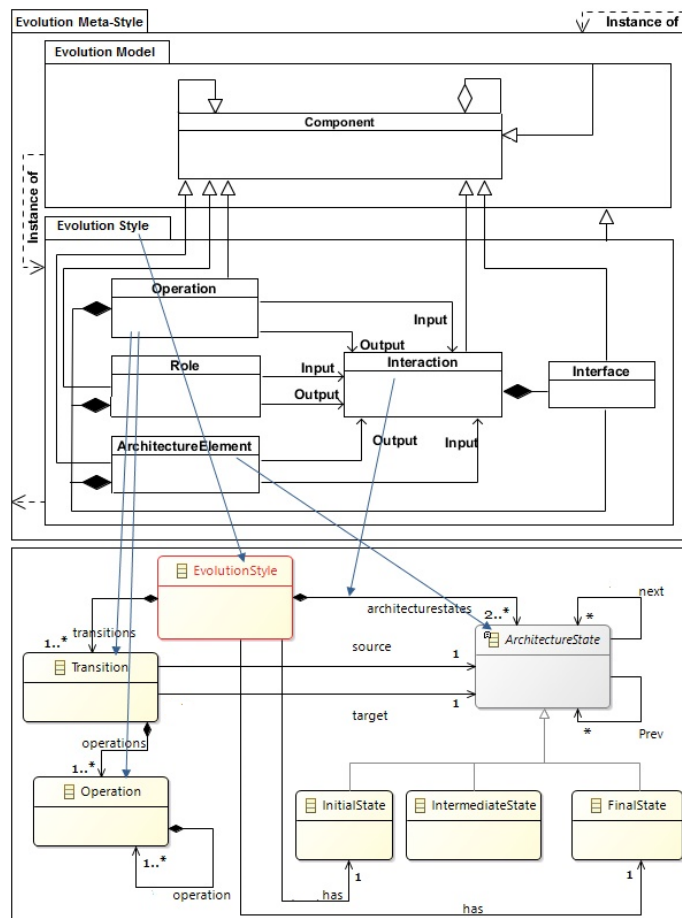 Evolution Meta-Style
Instance of
Evolution Model
Component
Instance of
Evolution Style
Operation
Input
Output
Role
Input
Interaction
Interface
Output
ArchitectureElement
Output
Input
EvolutionStyle
next
architecturestates
2..*
*
transitions
1..*
source
1
ArchitectureState
Transition
1
target
*
Prev
operations
1..*
Operation
InitialState
IntermediateState
FinalState
1..*
operation
1
has
1
has